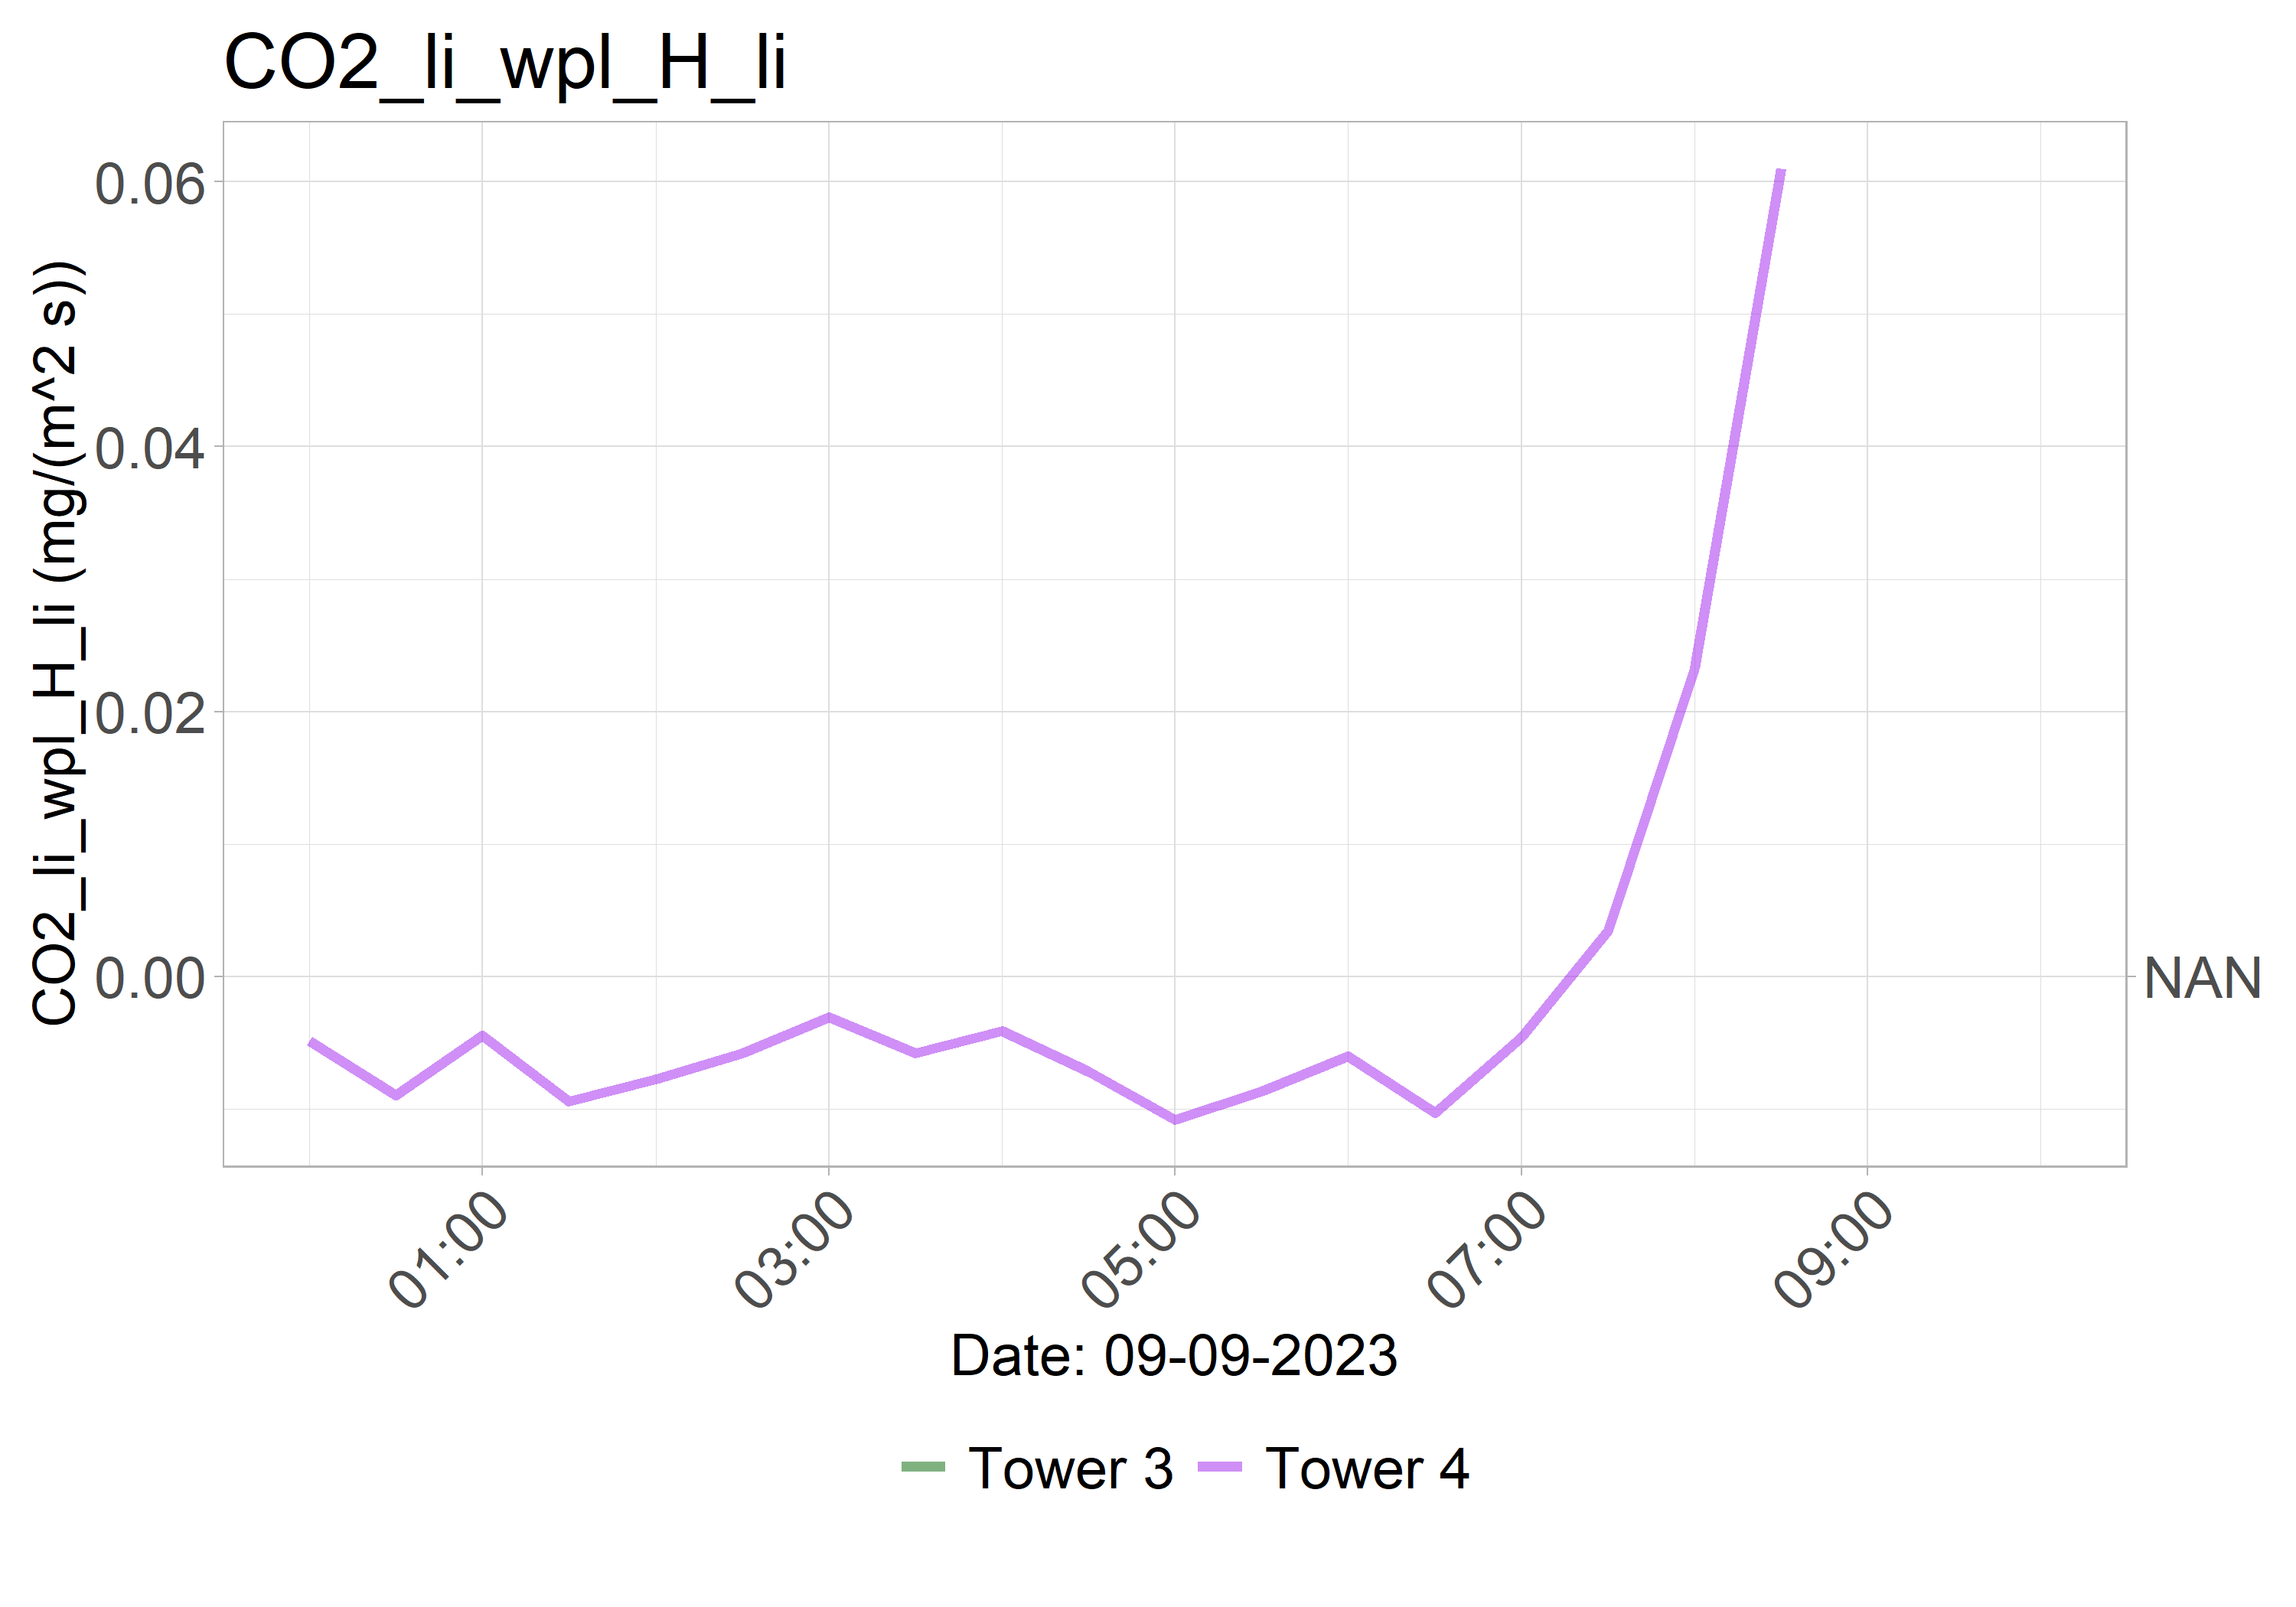 CO2_li_wpl_H_li
CO2_li_wpl_H_li (mg/(m^2 s))
0.06
0.04
0.02
0.00
NAN
01:00
03:00
05:00
07:00
09:00
Date: 09-09-2023
Tower 3
Tower 4